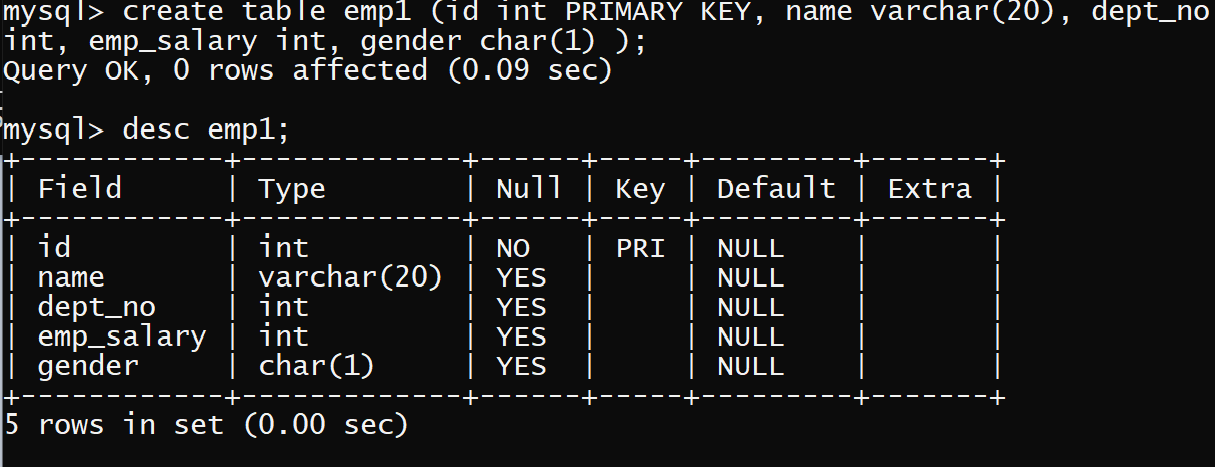 mysql> create table emp1 (id int PRIMARY KEY, name varchar(20), dept_no
int, emp_salary int, gender char(1) );
Query OK, 0 rows affected (0.09 sec)
mysql> desc emp1;
+------------+-------------+------+-----+---------+-------+
| Field      | Type        | Null | Key | Default | Extra |
+------------+-------------+------+-----+---------+-------+
| id         | int         | NO   | PRI | NULL    |       |
| name       | varchar(20) | YES  |     | NULL    |       |
| dept_no    | int         | YES  |     | NULL    |       |
| emp_salary | int         | YES  |     | NULL    |       |
| gender     | char(1)     | YES  |     | NULL    |       |
+------------+-------------+------+-----+---------+-------+
5 rows in set (0.00 sec)